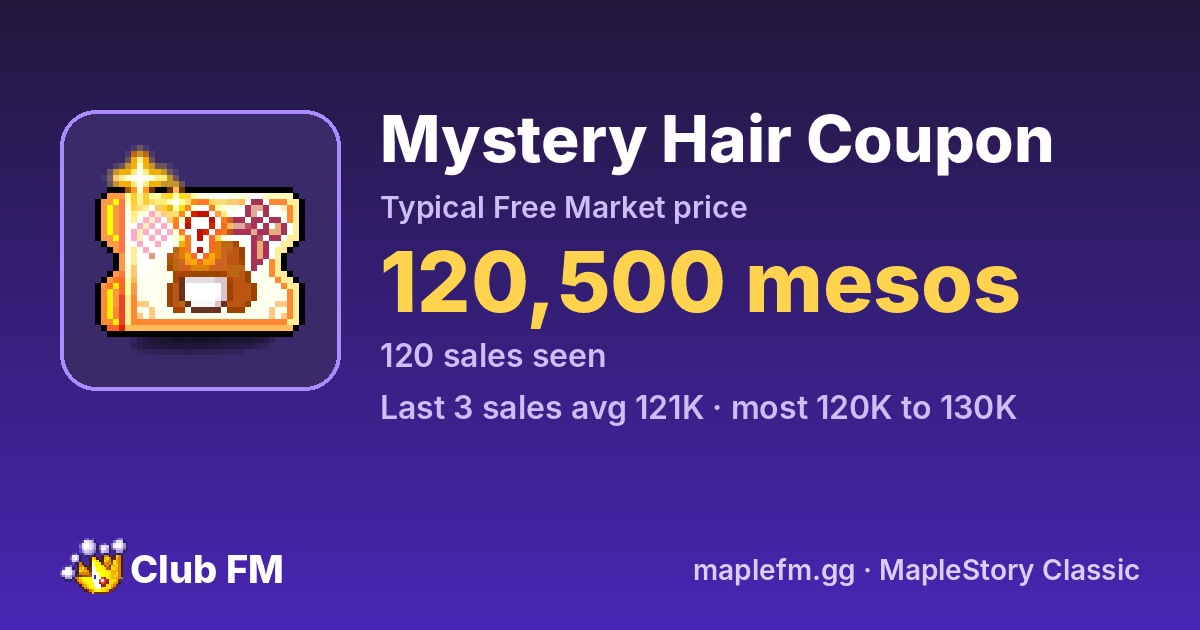 Mystery Hair Coupon
Typical Free Market price
120,500 mesos
120 sales seen
Last 3 sales avg 121K · most 120K to 130K
Club FM
maplefm.gg · MapleStory Classic